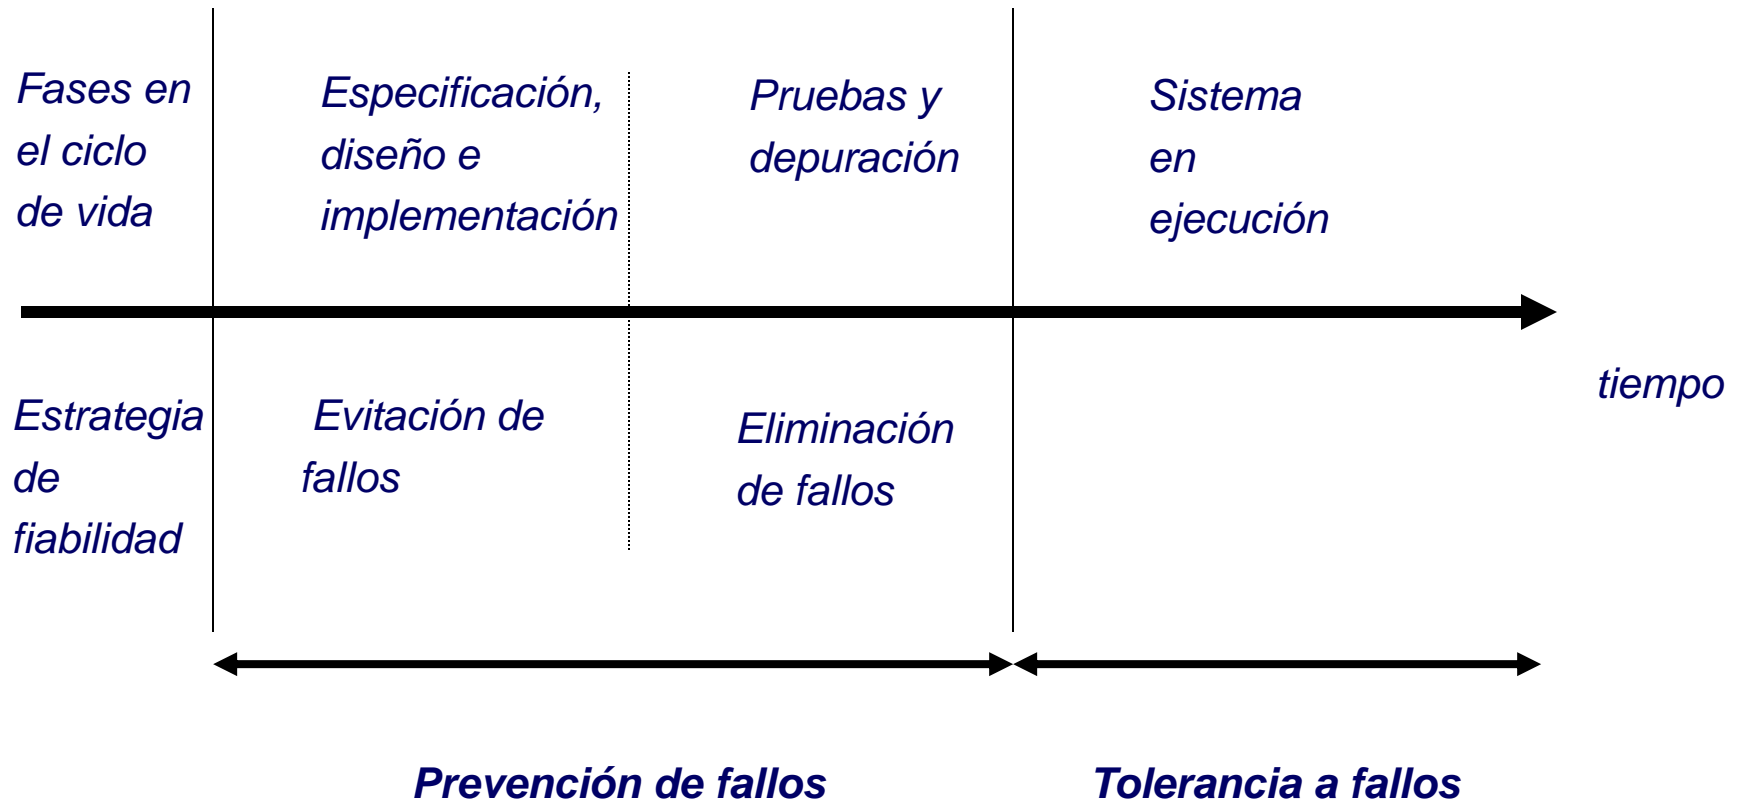 Fases en
el ciclo
de vida
Especificación,
diseño e
implementación
Pruebas y
depuración
Sistema
en
ejecución
tiempo
Estrategia
de
fiabilidad
Evitación de
fallos
Eliminación
de fallos
Prevención de fallos
Tolerancia a fallos